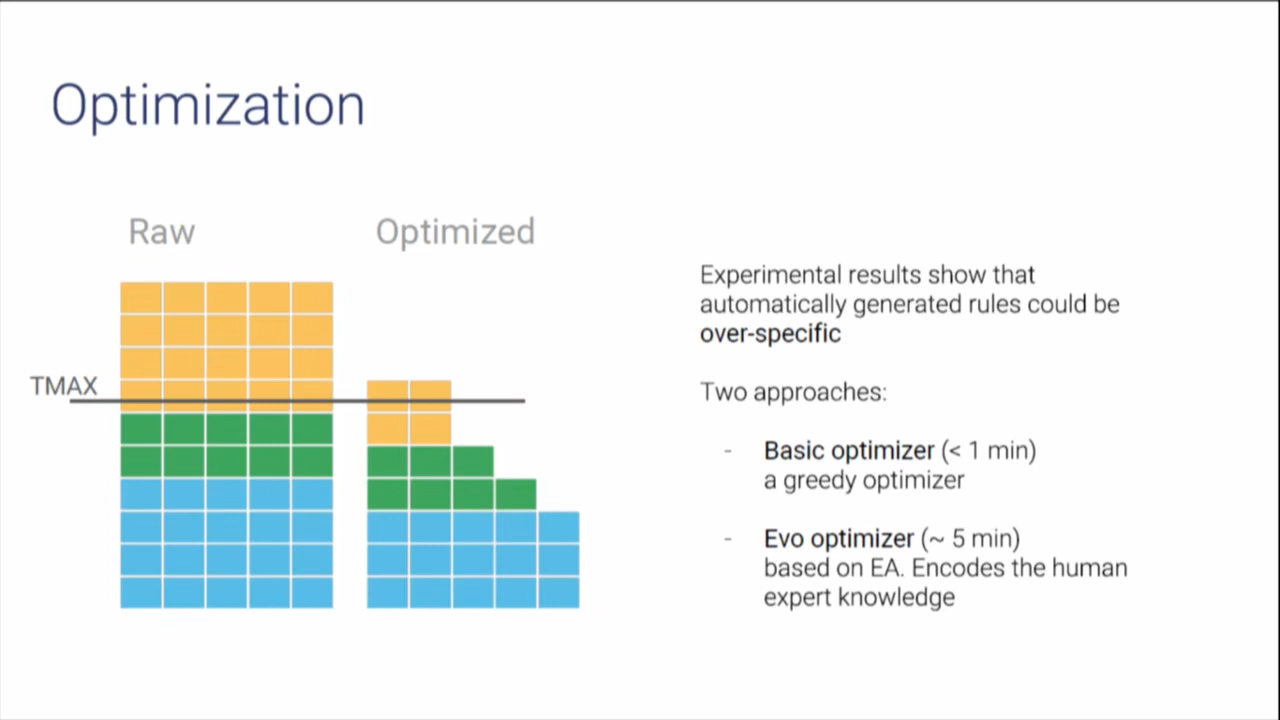 Optimization
Raw
Optimized
TMAX
Experimental results show that
automatically generated rules could be
over-specific
Two approaches:
- Basic optimizer (< 1 min)
a greedy optimizer
- Evo optimizer (~ 5 min)
based on EA. Encodes the human
expert knowledge